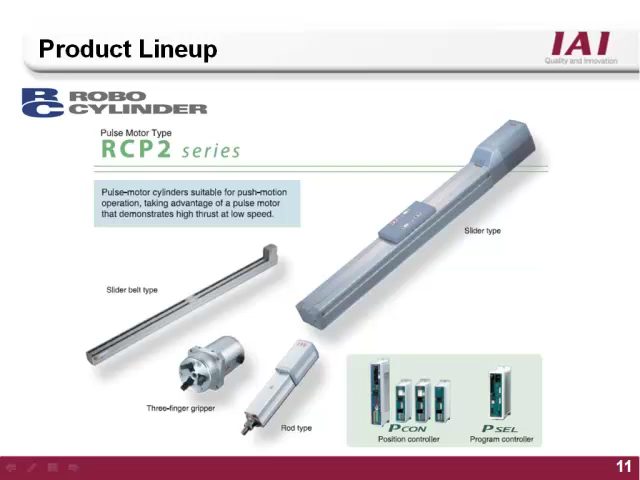 Product Lineup
IAI
Quality and Innovation
RC ROBO
CYLINDER
Pulse Motor Type
RCP2 series
Pulse-motor cylinders suitable for push-motion
operation, taking advantage of a pulse motor
that demonstrates high thrust at low speed.
Slider type
Slider belt type
Three-finger gripper
Rod type
PCON
Position controller
PSEL
Program controller
11